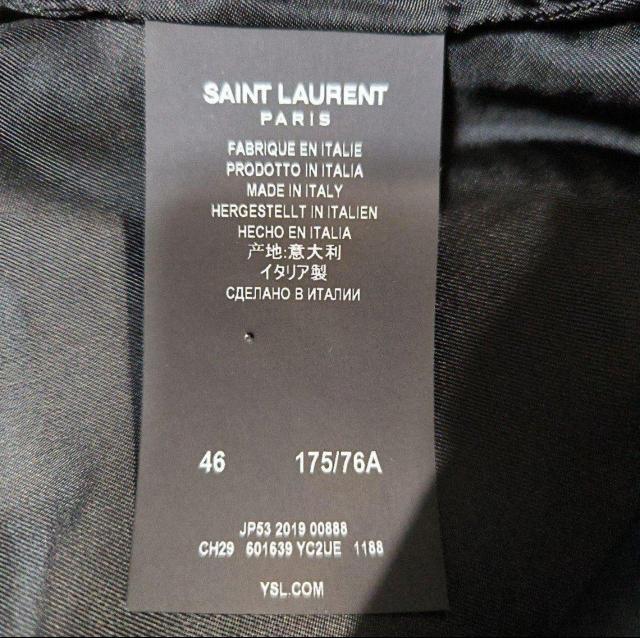 SAINT LAURENT
PARIS
FABRIQUE EN ITALIE
PRODOTTO IN ITALIA
MADE IN ITALY
HERGESTELLT IN ITALIEN
HECHO EN ITALIA
产地:意大利
イタリア製
СДЕЛАНО В ИТАЛИИ
46 175/76A
JP53 2019 00888
CH29 601639 YC2UE 1188
YSL.COM